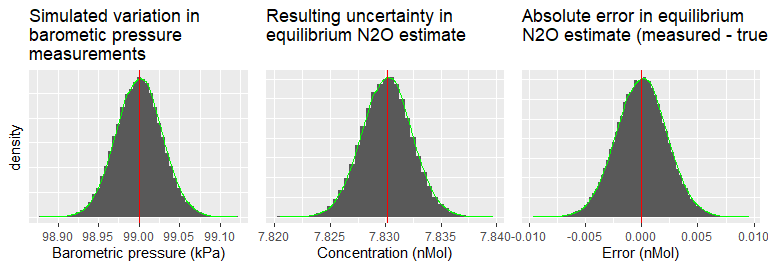 Simulated variation in
barometic pressure
measurements
Resulting uncertainty in
equilibrium N2O estimate
Absolute error in equilibrium
N2O estimate (measured - true
density
98.90 98.95 99.00 99.05 99.10
Barometric pressure (kPa)
7.820 7.825 7.830 7.835 7.840
Concentration (nMol)
-0.010 -0.005 0.000 0.005 0.010
Error (nMol)